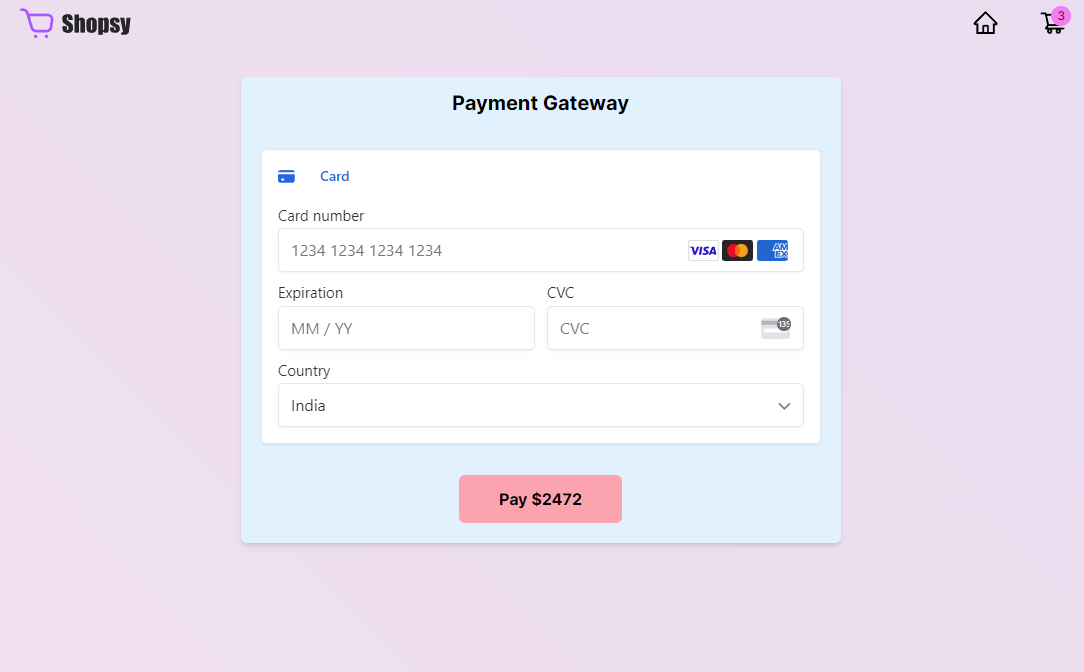 Shopsy
3
Payment Gateway
Card
Card number
1234 1234 1234 1234
VISA
AM
EX
Expiration
CVC
MM / YY
CVC
135
Country
India
Pay $2472